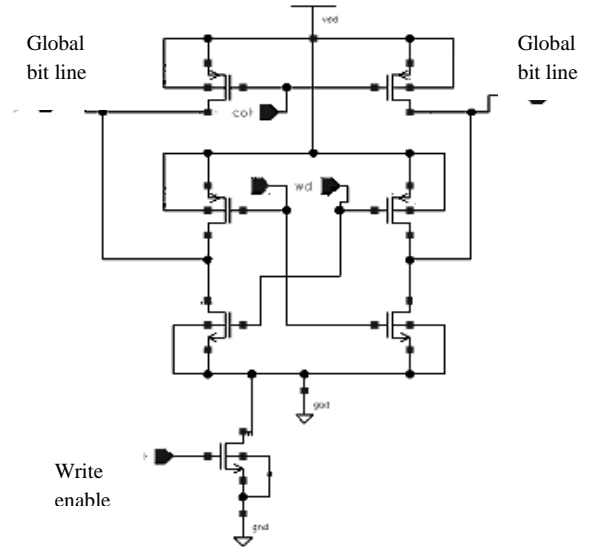 vdd
Global
bit line
Global
bit line
col
wd
gnd
Write
enable
gnd